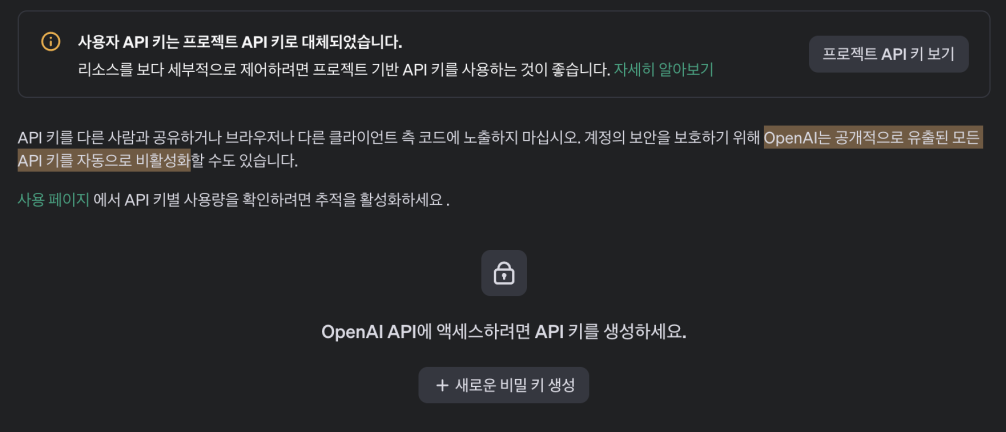 사용자 API 키는 프로젝트 API 키로 대체되었습니다.
리소스를 보다 세부적으로 제어하려면 프로젝트 기반 API 키를 사용하는 것이 좋습니다. 자세히 알아보기
프로젝트 API 키 보기
API 키를 다른 사람과 공유하거나 브라우저나 다른 클라이언트 측 코드에 노출하지 마십시오. 계정의 보안을 보호하기 위해 OpenAI는 공개적으로 유출된 모든
API 키를 자동으로 비활성화할 수도 있습니다.
사용 페이지 에서 API 키별 사용량을 확인하려면 추적을 활성화하세요 .
OpenAI API에 액세스하려면 API 키를 생성하세요.
+ 새로운 비밀 키 생성